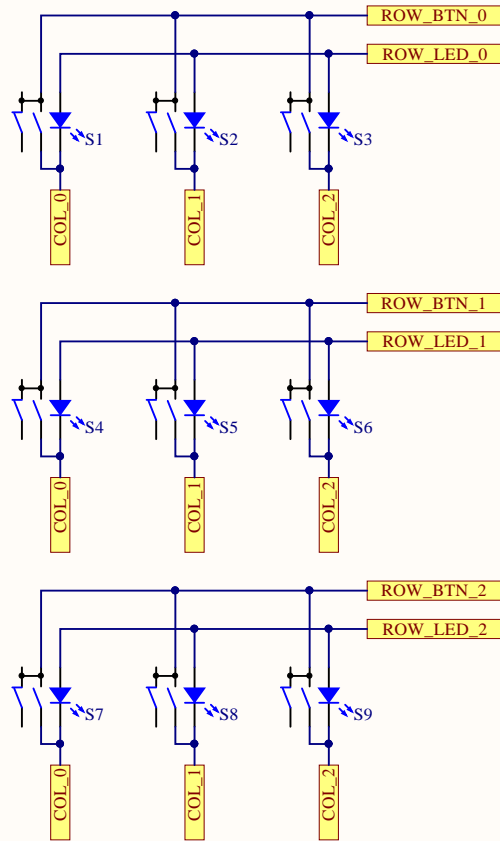 ROW_BTN_0
ROW_LED_0
S1
S2
S3
COL_0
COL_1
COL_2
ROW_BTN_1
ROW_LED_1
S4
S5
S6
COL_0
COL_1
COL_2
ROW_BTN_2
ROW_LED_2
S7
S8
S9
COL_0
COL_1
COL_2